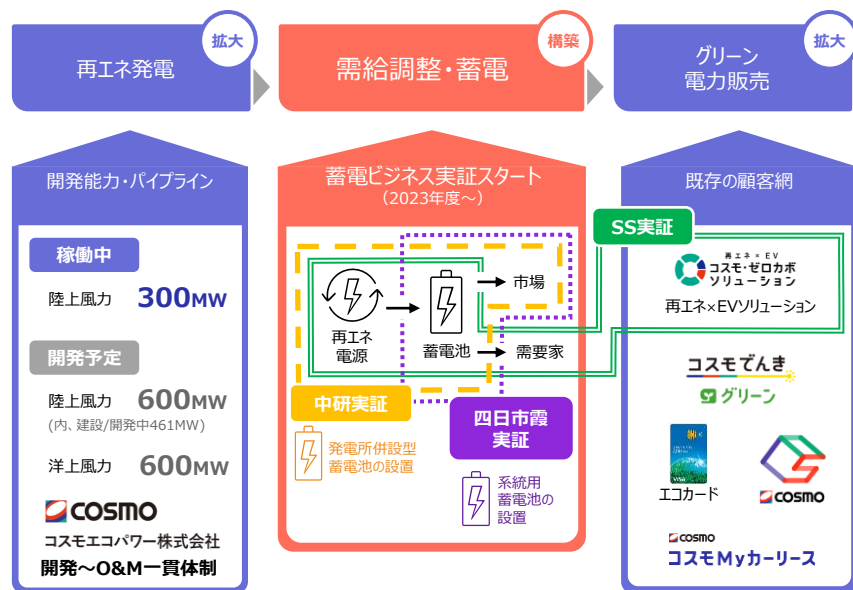 再エネ発電
拡大
需給調整・蓄電
構築
グリーン
電力販売
拡大
開発能力・パイプライン
稼働中
陸上風力 300MW
開発予定
陸上風力 600MW
(内、建設/開発中461MW)
洋上風力 600MW
COSMO
コスモエコパワー株式会社
開発~O&M一貫体制
蓄電ビジネス実証スタート
(2023年度~)
再エネ
電源
蓄電池
市場
需要家
中研実証
発電所併設型
蓄電池の設置
四日市霞
実証
系統用
蓄電池の
設置
SS実証
既存の顧客網
再エネ×EV
コスモ・ゼロカボ
ソリューション
再エネ×EVソリューション
コスモでんき
グリーン
VISA
エコカード
COSMO
COSMO
コスモMyカーリース